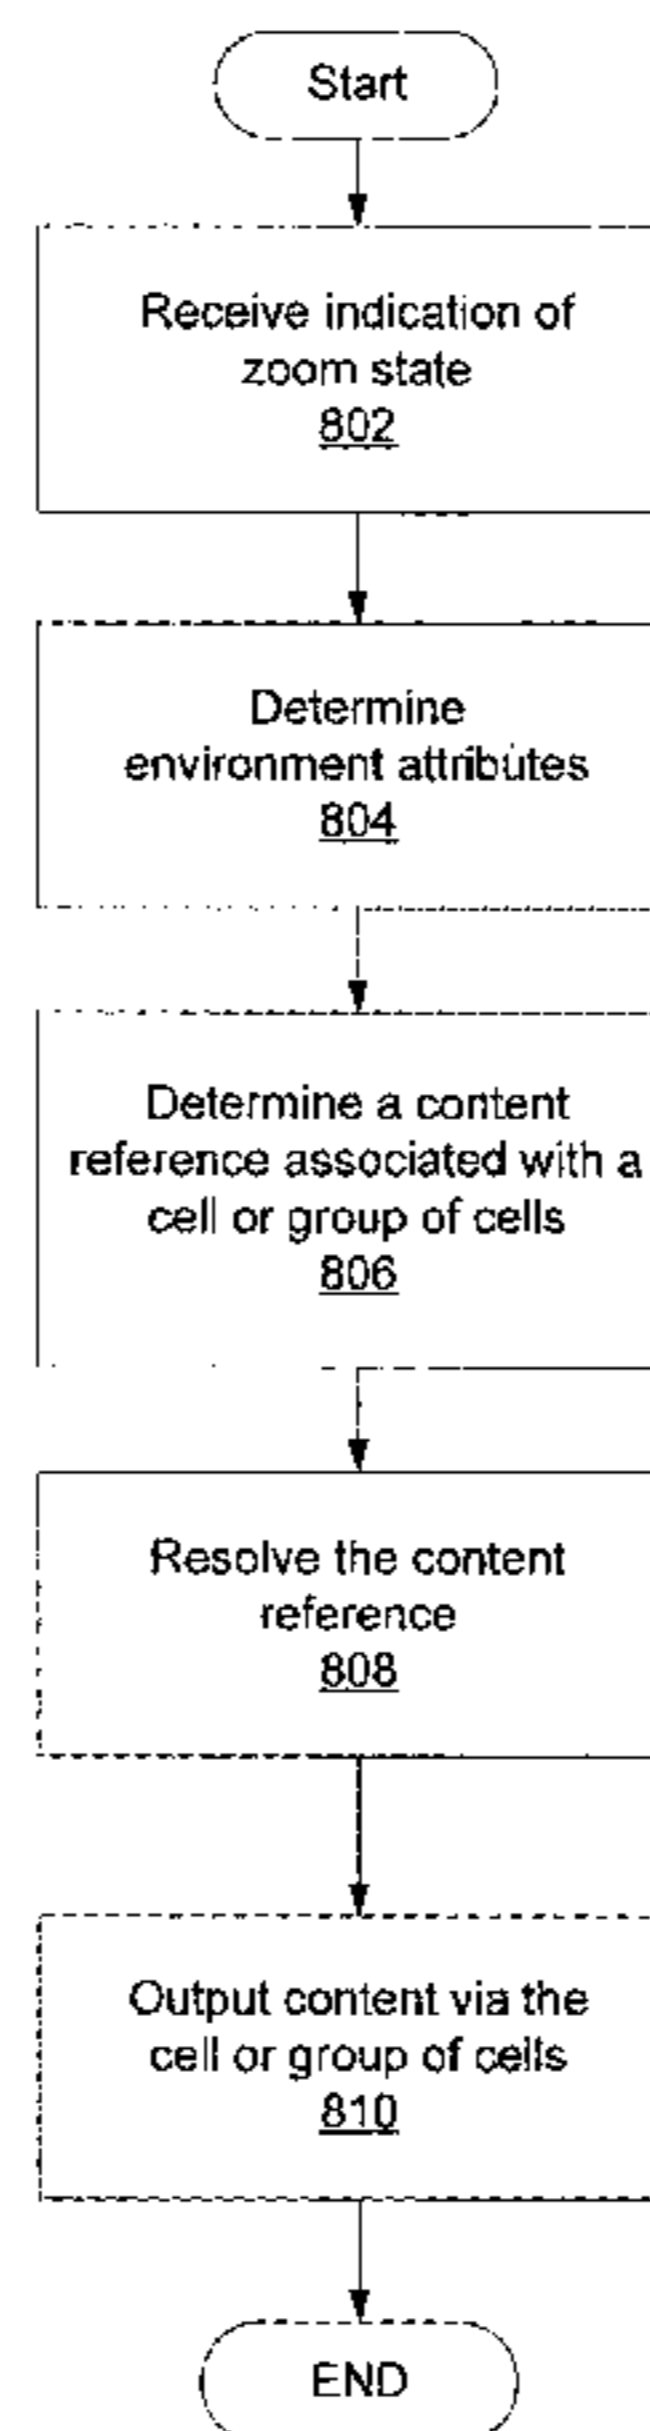 Start
Receive indication of
zoom state
802
Determine
environment attributes
804
Determine a content
reference associated with a
cell or group of cells
806
Resolve the content
reference
808
Output content via the
cell or group of cells
810
END